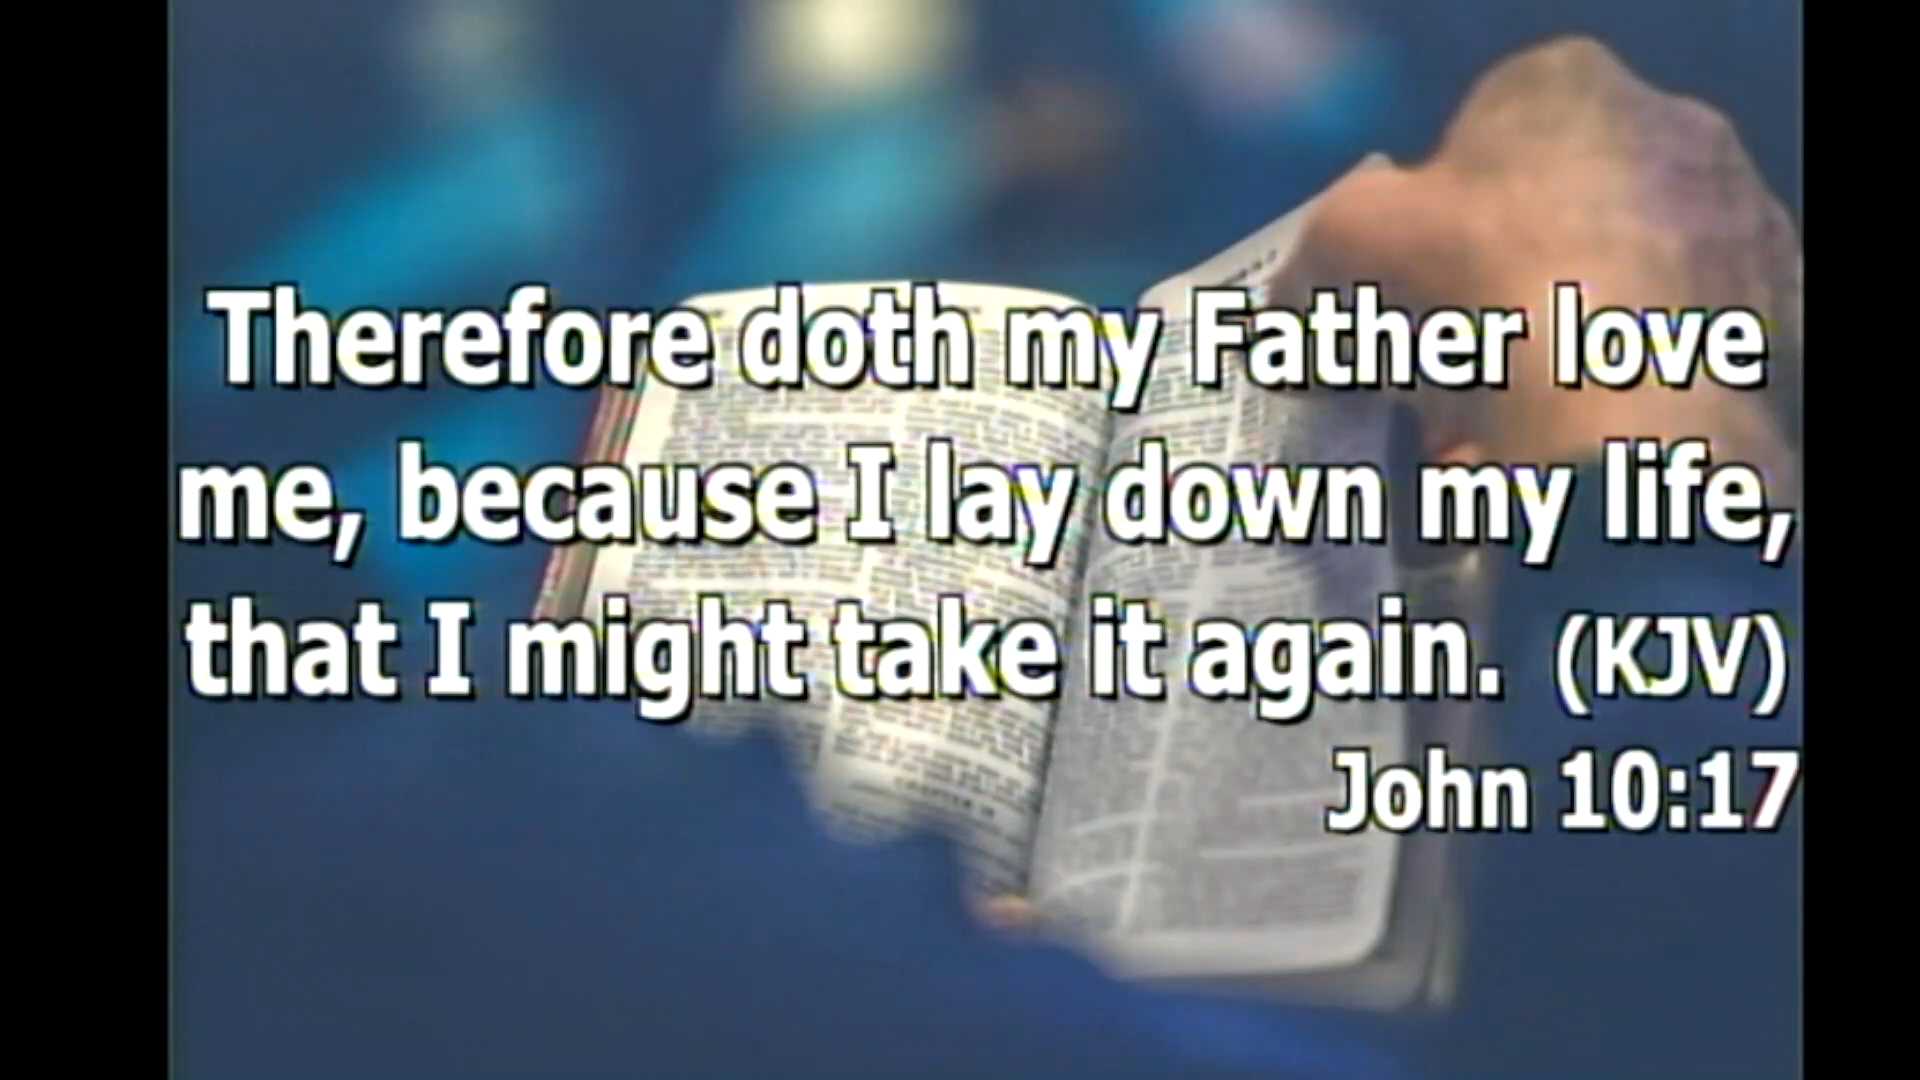 Therefore doth my Father love
me, because I lay down my life,
that I might take it again. (KJV)
John 10:17